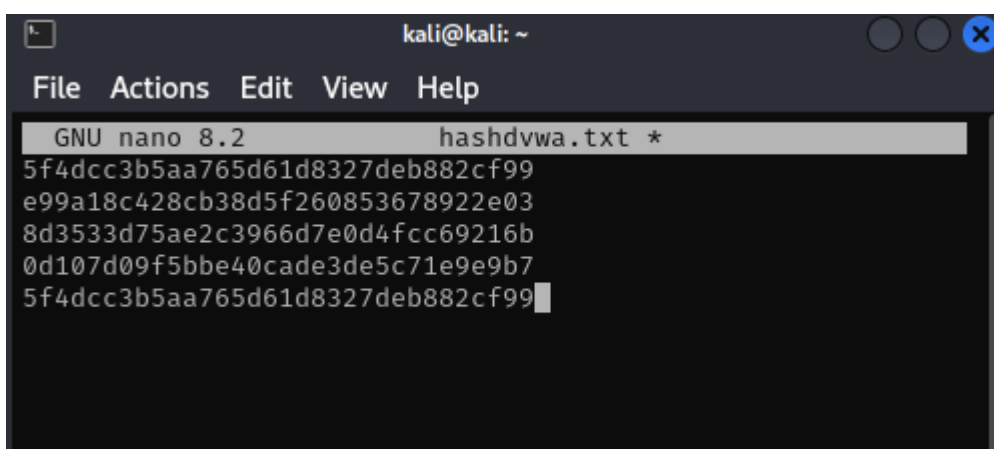 kali@kali: ~
File Actions Edit View Help
GNU nano 8.2 hashdvwa.txt *
5f4dcc3b5aa765d61d8327deb882cf99
e99a18c428cb38d5f260853678922e03
8d3533d75ae2c3966d7e0d4fcc69216b
0d107d09f5bbe40cade3de5c71e9e9b7
5f4dcc3b5aa765d61d8327deb882cf99